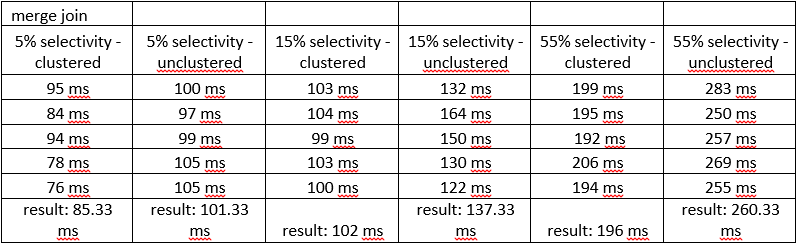 merge join
5% selectivity - clustered 5% selectivity - unclustered 15% selectivity - clustered 15% selectivity - unclustered 55% selectivity - clustered 55% selectivity - unclustered
95 ms 100 ms 103 ms 132 ms 199 ms 283 ms
84 ms 97 ms 104 ms 164 ms 195 ms 250 ms
94 ms 99 ms 99 ms 150 ms 192 ms 257 ms
78 ms 105 ms 103 ms 130 ms 206 ms 269 ms
76 ms 105 ms 100 ms 122 ms 194 ms 255 ms
result: 85.33 ms result: 101.33 ms result: 102 ms result: 137.33 ms result: 196 ms result: 260.33 ms